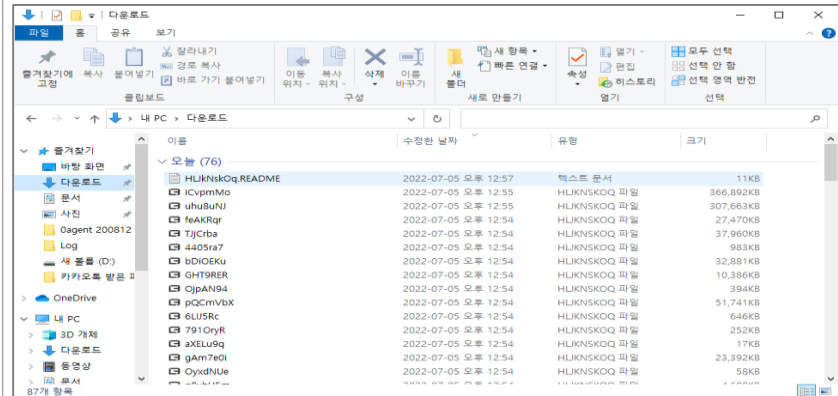 다운로드
파일 홈 공유 보기
즐겨찾기에 고정
복사
붙여넣기
잘라내기
경로 복사
바로 가기 붙여넣기
클립보드
이동 위치
복사 위치
삭제
이름 바꾸기
구성
새 폴더
새 항목
빠른 연결
새로 만들기
속성
열기
편집
히스토리
열기
모두 선택
선택 안 함
선택 영역 반전
선택
내 PC > 다운로드
이름 수정한 날짜 유형 크기
오늘 (76)
HLJkNskOq.README 2022-07-05 오후 12:57 텍스트 문서 11KB
iCvpmMo 2022-07-05 오후 12:55 HLJKNSKOQ 파일 366,892KB
uhu8uNJ 2022-07-05 오후 12:55 HLJKNSKOQ 파일 307,663KB
feAKRqr 2022-07-05 오후 12:54 HLJKNSKOQ 파일 27,470KB
TJjCrba 2022-07-05 오후 12:54 HLJKNSKOQ 파일 37,960KB
4405ra7 2022-07-05 오후 12:54 HLJKNSKOQ 파일 983KB
bDiOEKu 2022-07-05 오후 12:54 HLJKNSKOQ 파일 32,881KB
GHT9RER 2022-07-05 오후 12:54 HLJKNSKOQ 파일 10,386KB
OjpAN94 2022-07-05 오후 12:54 HLJKNSKOQ 파일 394KB
pQCmVbX 2022-07-05 오후 12:54 HLJKNSKOQ 파일 51,741KB
6LIJ5Rc 2022-07-05 오후 12:54 HLJKNSKOQ 파일 646KB
791OryR 2022-07-05 오후 12:54 HLJKNSKOQ 파일 252KB
aXELu9q 2022-07-05 오후 12:54 HLJKNSKOQ 파일 17KB
gAm7e0i 2022-07-05 오후 12:54 HLJKNSKOQ 파일 23,392KB
OyxdNUe 2022-07-05 오후 12:54 HLJKNSKOQ 파일 58KB
즐겨찾기
바탕 화면
다운로드
문서
사진
0agent 200812
Log
새 볼륨 (D:)
카카오톡 받은
OneDrive
내 PC
3D 개체
다운로드
동영상
문서
87개 항목